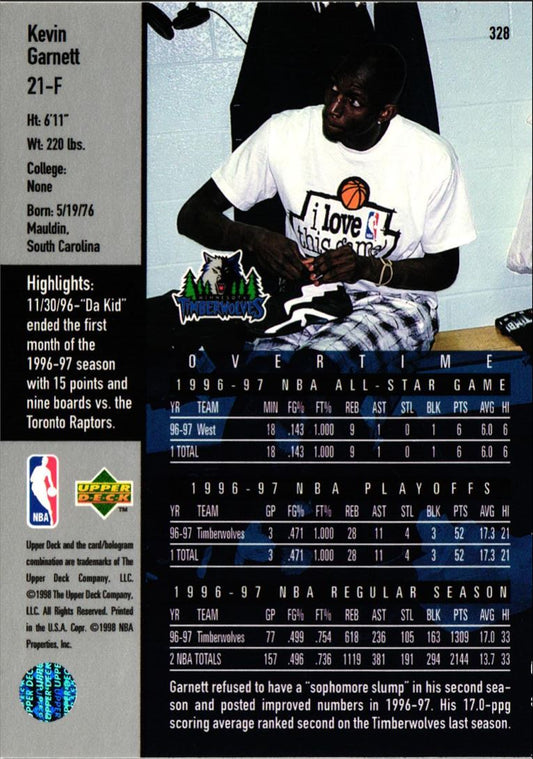 Kevin
Garnett
21-F
Ht: 6'11"
Wt: 220 lbs.
College:
None
Born: 5/19/76
Mauldin,
South Carolina
Highlights:
11/30/96-"Da Kid"
ended the first
month of the
1996-97 season
with 15 points and
nine boards vs. the
Toronto Raptors.
NBA
UPPER
DECK
TM
Upper Deck and the card/hologram
combination are trademarks of The
Upper Deck Company, LLC.
©1998 The Upper Deck Company,
LLC. All Rights Reserved. Printed
in the U.S.A. Copr. ©1998 NBA
Properties, Inc.
UPPER DECK
328
i love
this game
MINNESOTA
TIMBERWOLVES
OVERTIME
1996-97 NBA ALL-STAR GAME
YR TEAM MIN FG% FT% REB AST STL BLK PTS AVG HI
96-97 West 18 .143 1.000 9 1 0 1 6 6.0 6
1 TOTAL 18 .143 1.000 9 1 0 1 6 6.0 6
1996-97 NBA PLAYOFFS
YR TEAM GP FG% FT% REB AST STL BLK PTS AVG HI
96-97 Timberwolves 3 .471 1.000 28 11 4 3 52 17.3 21
1 TOTAL 3 .471 1.000 28 11 4 3 52 17.3 21
1996-97 NBA REGULAR SEASON
YR TEAM GP FG% FT% REB AST STL BLK PTS AVG HI
96-97 Timberwolves 77 .499 .754 618 236 105 163 1309 17.0 33
2 NBA TOTALS 157 .496 .736 1119 381 191 294 2144 13.7 33
Garnett refused to have a "sophomore slump" in his second sea-
son and posted improved numbers in 1996-97. His 17.0-ppg
scoring average ranked second on the Timberwolves last season.